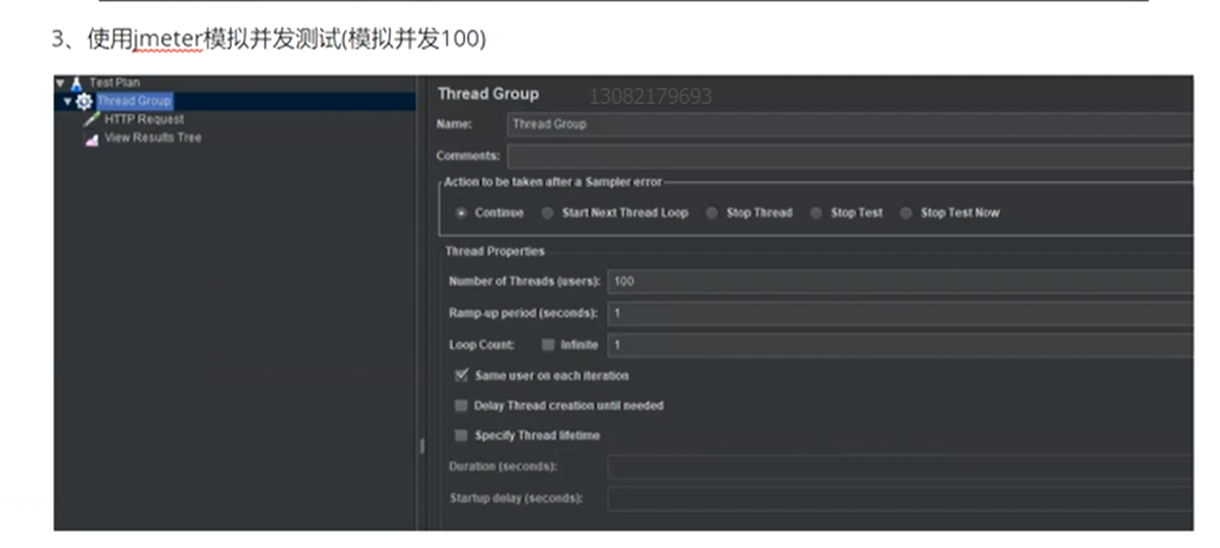 3、使用jmeter模拟并发测试(模拟并发100)
Test Plan
Thread Group
HTTP Request
View Results Tree
Thread Group
13082179693
Name: Thread Group
Comments:
Action to be taken after a Sampler error
Continue Start Next Thread Loop Stop Thread Stop Test Stop Test Now
Thread Properties
Number of Threads (users): 100
Ramp-up period (seconds): 1
Loop Count: Infinite 1
Same user on each iteration
Delay Thread creation until needed
Specify Thread lifetime
Duration (seconds):
Startup delay (seconds):